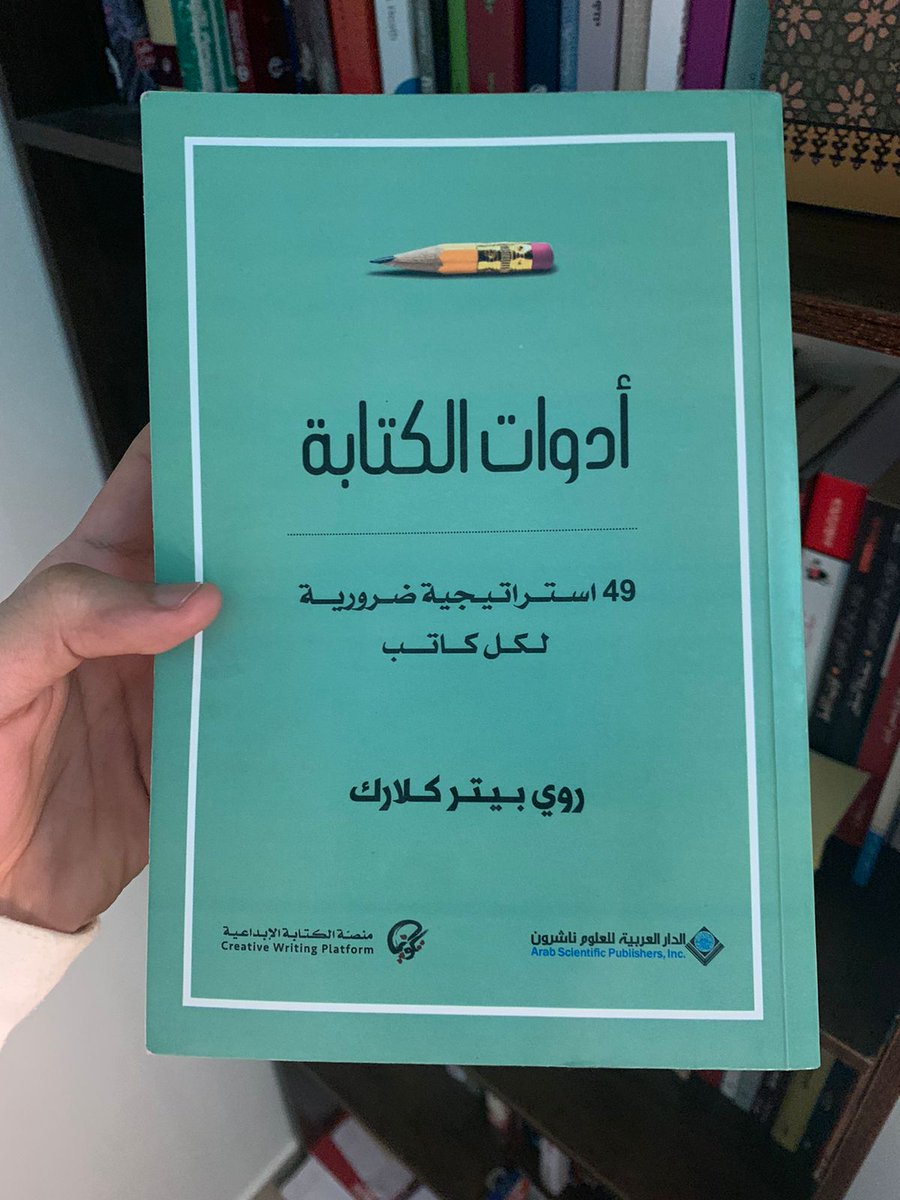 أدوات الكتابة
49 استراتيجية ضرورية
لكل كاتب
روي بيتر كلارك
الدار العربية للعلوم ناشرون
Arab Scientific Publishers, Inc.
تكوين
منصة الكتابة الإبداعية
Creative Writing Platform